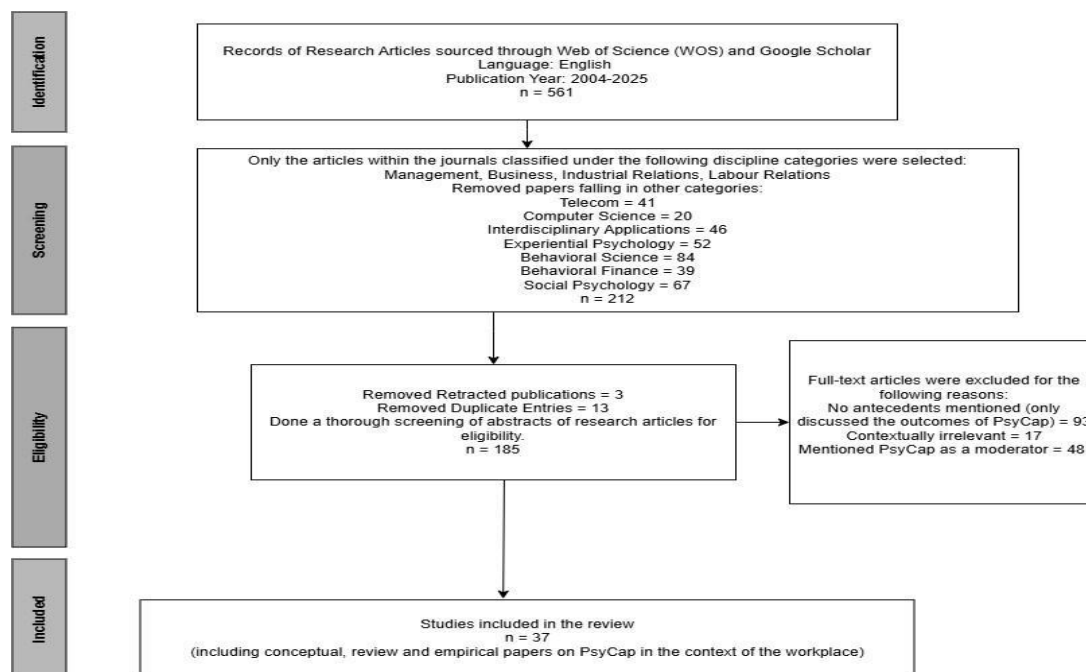 Identification
Records of Research Articles sourced through Web of Science (WOS) and Google Scholar
Language: English
Publication Year: 2004-2025
n = 561
Screening
Only the articles within the journals classified under the following discipline categories were selected:
Management, Business, Industrial Relations, Labour Relations
Removed papers falling in other categories:
Telecom = 41
Computer Science = 20
Interdisciplinary Applications = 46
Experiential Psychology = 52
Behavioral Science = 84
Behavioral Finance = 39
Social Psychology = 67
n = 212
Eligibility
Removed Retracted publications = 3
Removed Duplicate Entries = 13
Done a thorough screening of abstracts of research articles for
eligibility.
n = 185
Full-text articles were excluded for the
following reasons:
No antecedents mentioned (only
discussed the outcomes of PsyCap) = 93
Contextually irrelevant = 17
Mentioned PsyCap as a moderator = 48
Included
Studies included in the review
n = 37
(including conceptual, review and empirical papers on PsyCap in the context of the workplace)